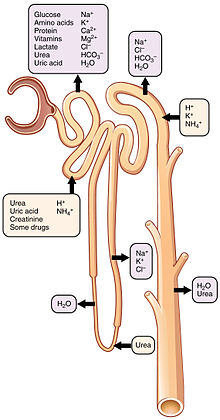 Glucose Na⁺
Amino acids K⁺
Protein Ca²⁺
Vitamins Mg²⁺
Lactate Cl⁻
Urea HCO₃⁻
Uric acid H₂O
Na⁺
Cl⁻
HCO₃⁻
H₂O
H⁺
K⁺
NH₄⁺
Urea H⁺
Uric acid NH₄⁺
Creatinine
Some drugs
Na⁺
K⁺
Cl⁻
H₂O
H₂O
Urea
Urea